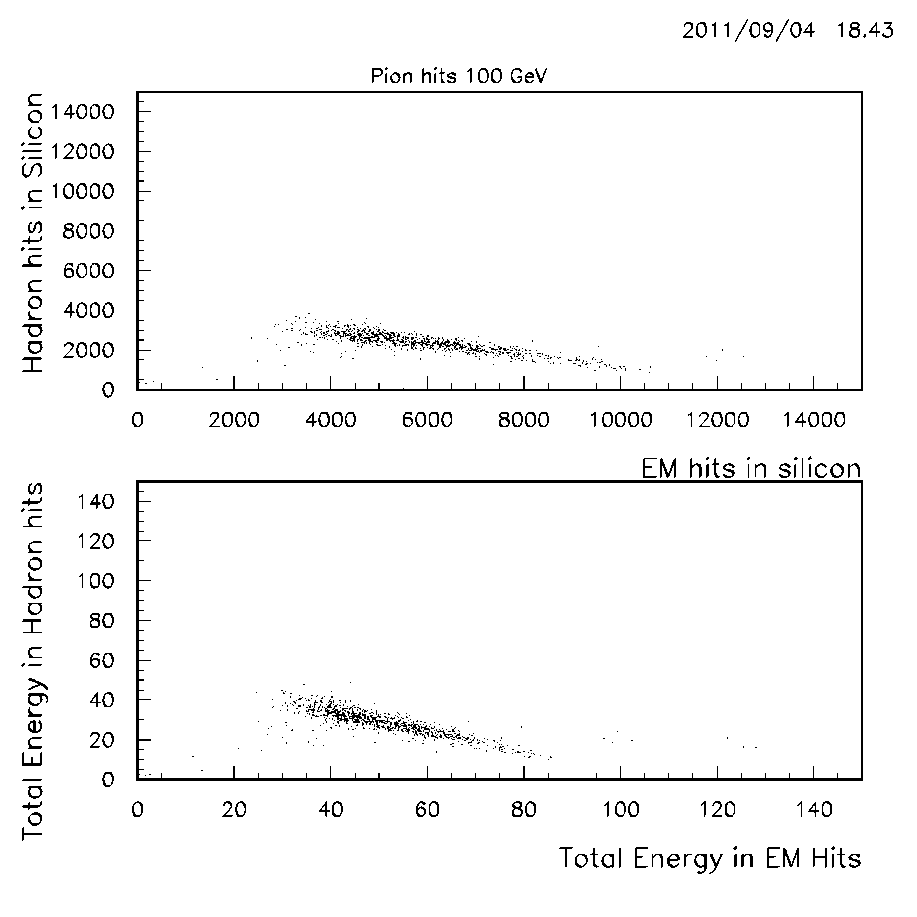 2011/09/04 18.43
Pion hits 100 GeV
Hadron hits in Silicon
14000
12000
10000
8000
6000
4000
2000
0
0 2000 4000 6000 8000 10000 12000 14000
EM hits in silicon
Total Energy in Hadron hits
140
120
100
80
60
40
20
0
0 20 40 60 80 100 120 140
Total Energy in EM Hits